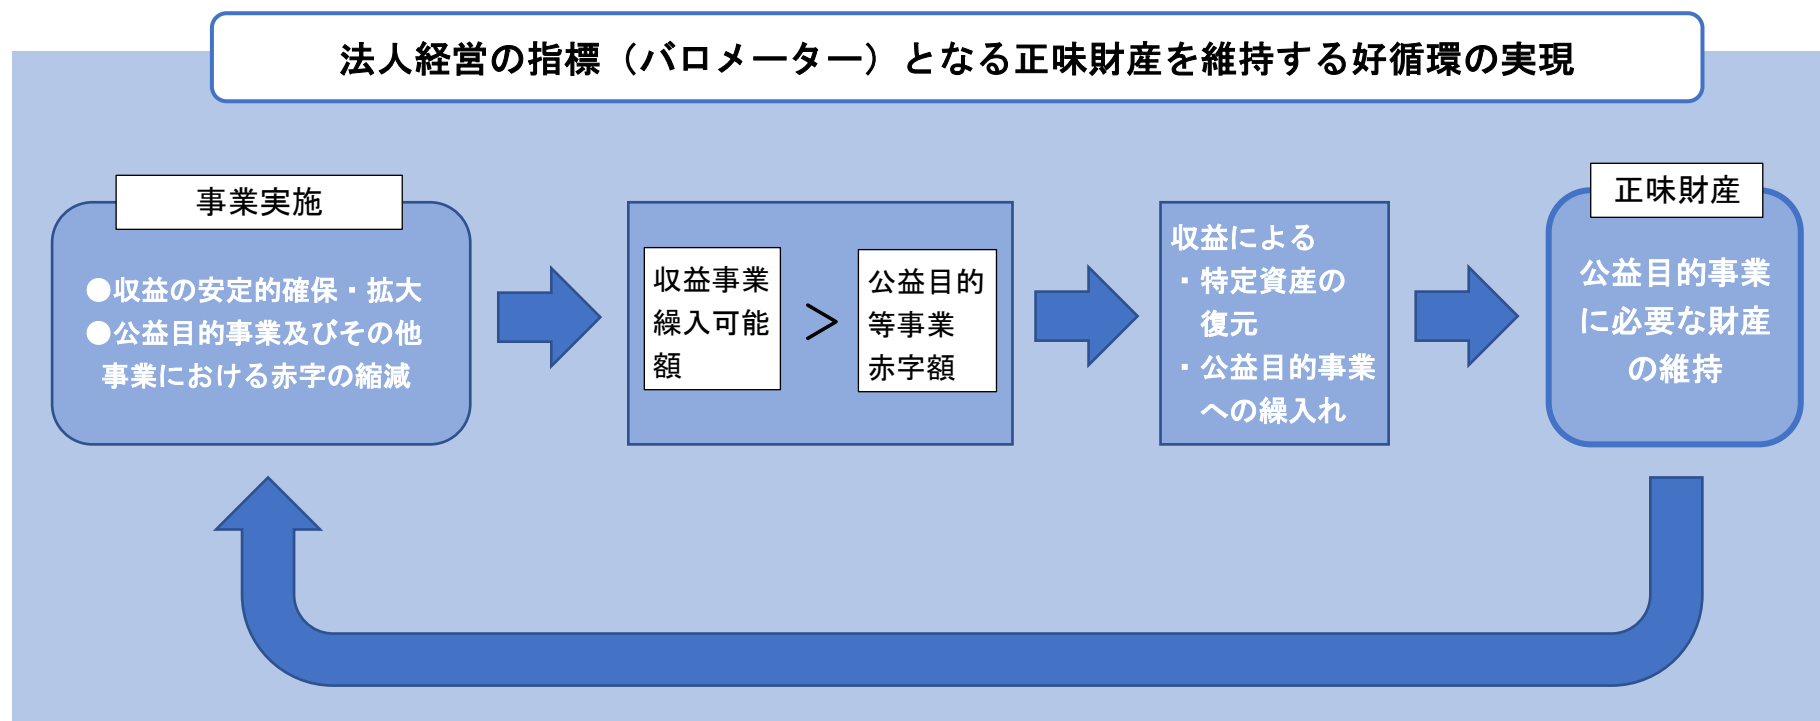 法人経営の指標（バロメーター）となる正味財産を維持する好循環の実現
事業実施
●収益の安定的確保・拡大
●公益目的事業及びその他
事業における赤字の縮減
収益事業
繰入可能
額
＞
公益目的
等事業
赤字額
収益による
・特定資産の
復元
・公益目的事業
への繰入れ
正味財産
公益目的事業
に必要な財産
の維持